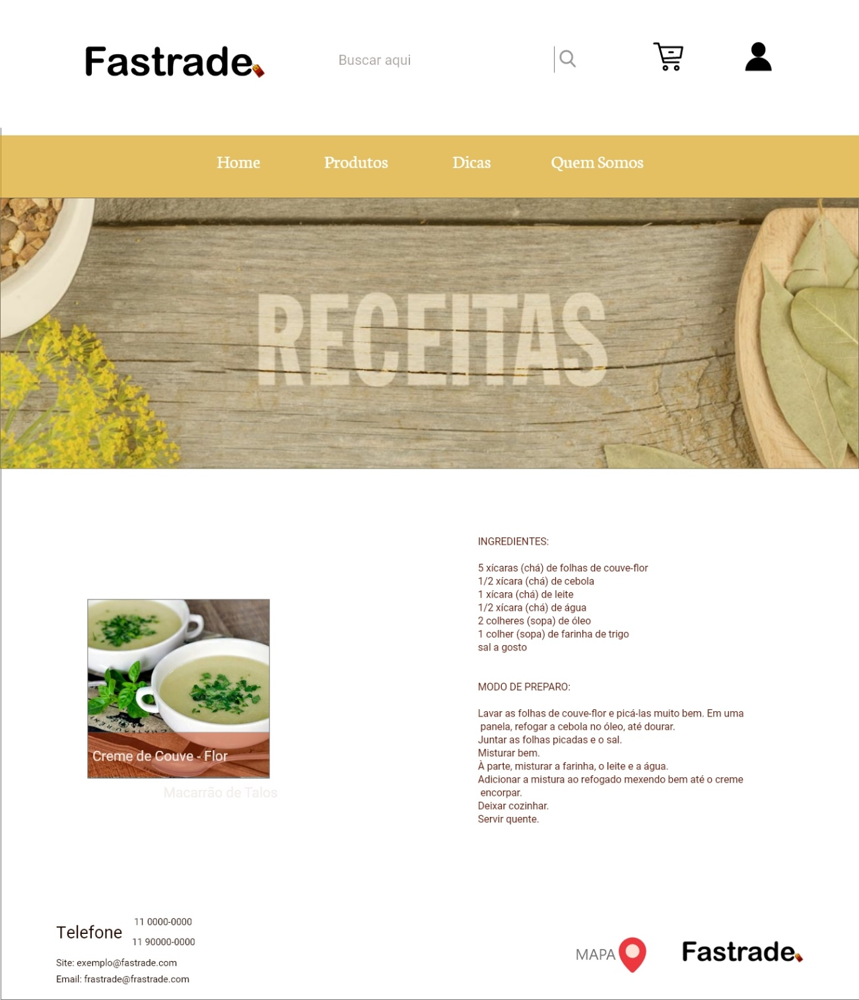 Fastrade
Buscar aqui
Home
Produtos
Dicas
Quem Somos
RECEITAS
Creme de Couve - Flor
Macarrão de Talos
INGREDIENTES:
5 xícaras (chá) de folhas de couve-flor
1/2 xícara (chá) de cebola
1 xícara (chá) de leite
1/2 xícara (chá) de água
2 colheres (sopa) de óleo
1 colher (sopa) de farinha de trigo
sal a gosto
MODO DE PREPARO:
Lavar as folhas de couve-flor e picá-las muito bem. Em uma
panela, refogar a cebola no óleo, até dourar.
Juntar as folhas picadas e o sal.
Misturar bem.
À parte, misturar a farinha, o leite e a água.
Adicionar a mistura ao refogado mexendo bem até o creme
encorpar.
Deixar cozinhar.
Servir quente.
Telefone
11 0000-0000
11 90000-0000
Site: exemplo@fastrade.com
Email: frastrade@frastrade.com
MAPA
Fastrade